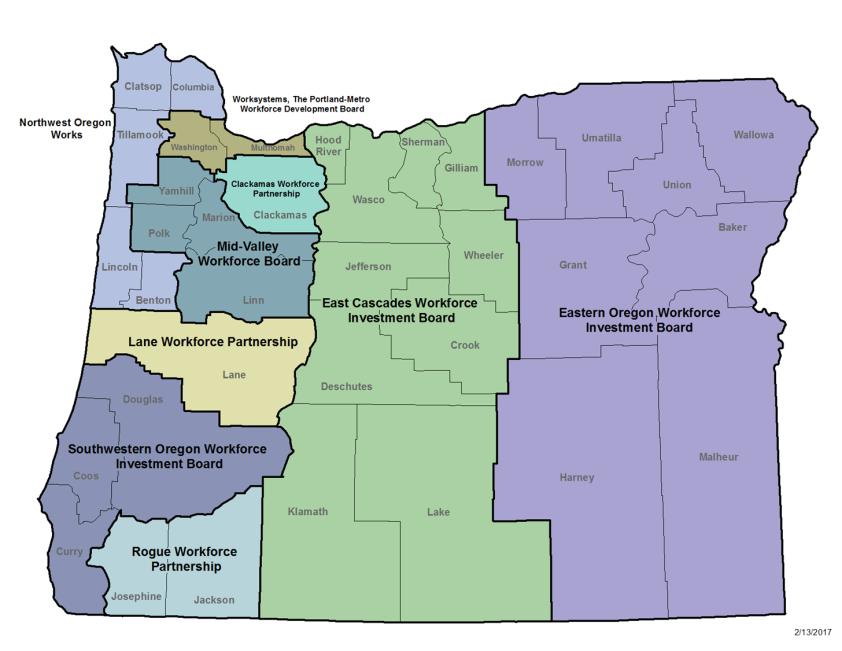 Clatsop
Columbia
Worksystems, The Portland-Metro
Workforce Development Board
Northwest Oregon
Works
Tillamook
Washington
Multnomah
Hood
River
Sherman
Gilliam
Morrow
Umatilla
Wallowa
Union
Yamhill
Clackamas Workforce
Partnership
Clackamas
Wasco
Marion
Polk
Baker
Mid-Valley
Workforce Board
Lincoln
Benton
Linn
Jefferson
Wheeler
Grant
East Cascades Workforce
Investment Board
Eastern Oregon Workforce
Investment Board
Lane Workforce Partnership
Lane
Crook
Deschutes
Douglas
Southwestern Oregon Workforce
Investment Board
Coos
Klamath
Lake
Harney
Malheur
Curry
Rogue Workforce
Partnership
Josephine
Jackson
2/13/2017